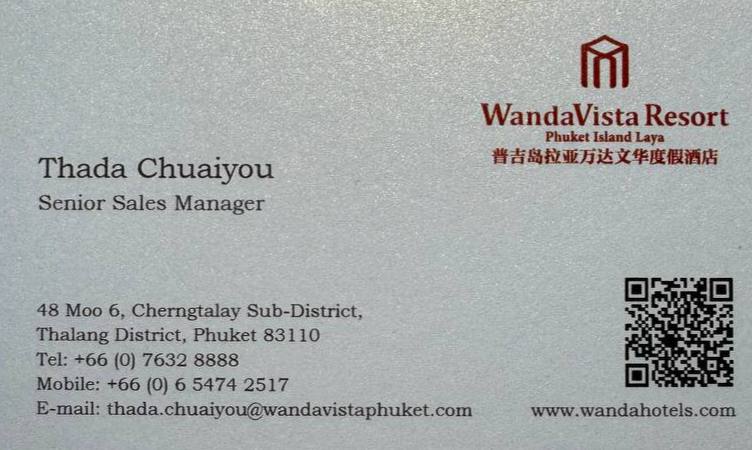 WandaVista Resort
Phuket Island Laya
普吉岛拉亚万达文华度假酒店
Thada Chuaiyou
Senior Sales Manager
48 Moo 6, Cherngtalay Sub-District,
Thalang District, Phuket 83110
Tel: +66 (0) 7632 8888
Mobile: +66 (0) 6 5474 2517
E-mail: thada.chuaiyou@wandavistaphuket.com
www.wandahotels.com